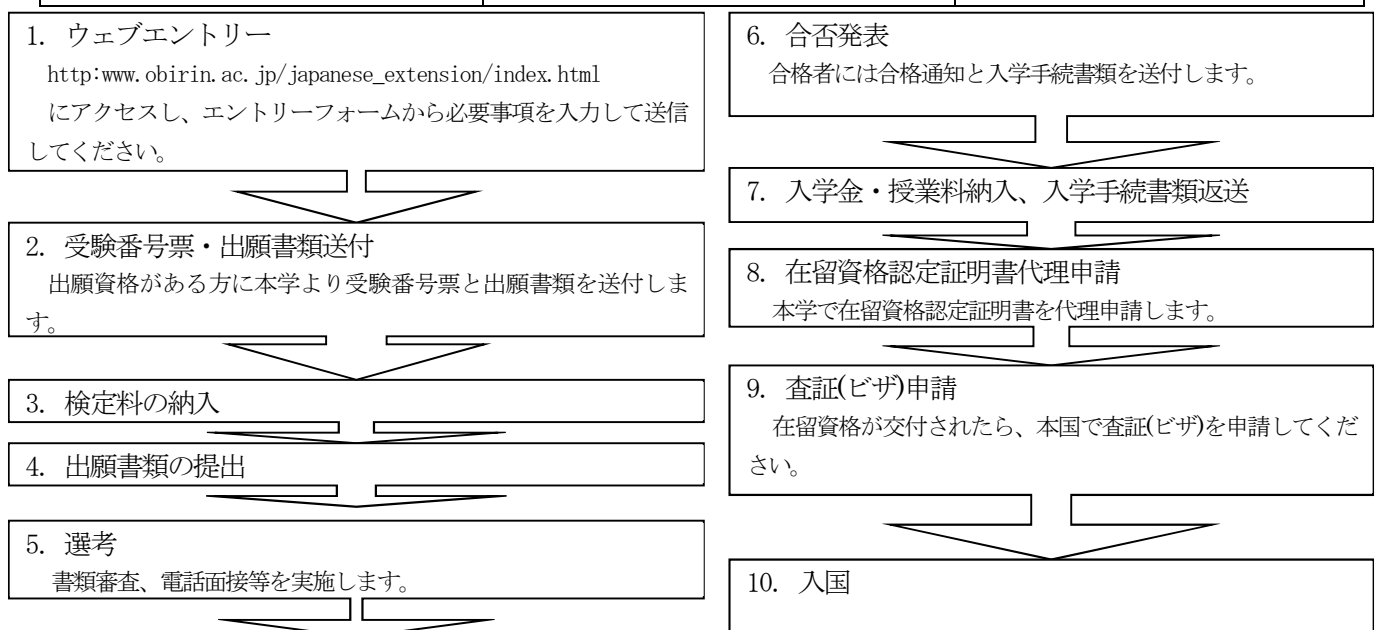 1. ウェブエントリー
http:www.obirin.ac.jp/japanese_extension/index.html
にアクセスし、エントリーフォームから必要事項を入力して送信
してください。
2. 受験番号票・出願書類送付
出願資格がある方に本学より受験番号票と出願書類を送付しま
す。
3. 検定料の納入
4. 出願書類の提出
5. 選考
書類審査、電話面接等を実施します。
6. 合否発表
合格者には合格通知と入学手続書類を送付します。
7. 入学金・授業料納入、入学手続書類返送
8. 在留資格認定証明書代理申請
本学で在留資格認定証明書を代理申請します。
9. 査証(ビザ)申請
在留資格が交付されたら、本国で査証(ビザ)を申請してくだ
さい。
10. 入国